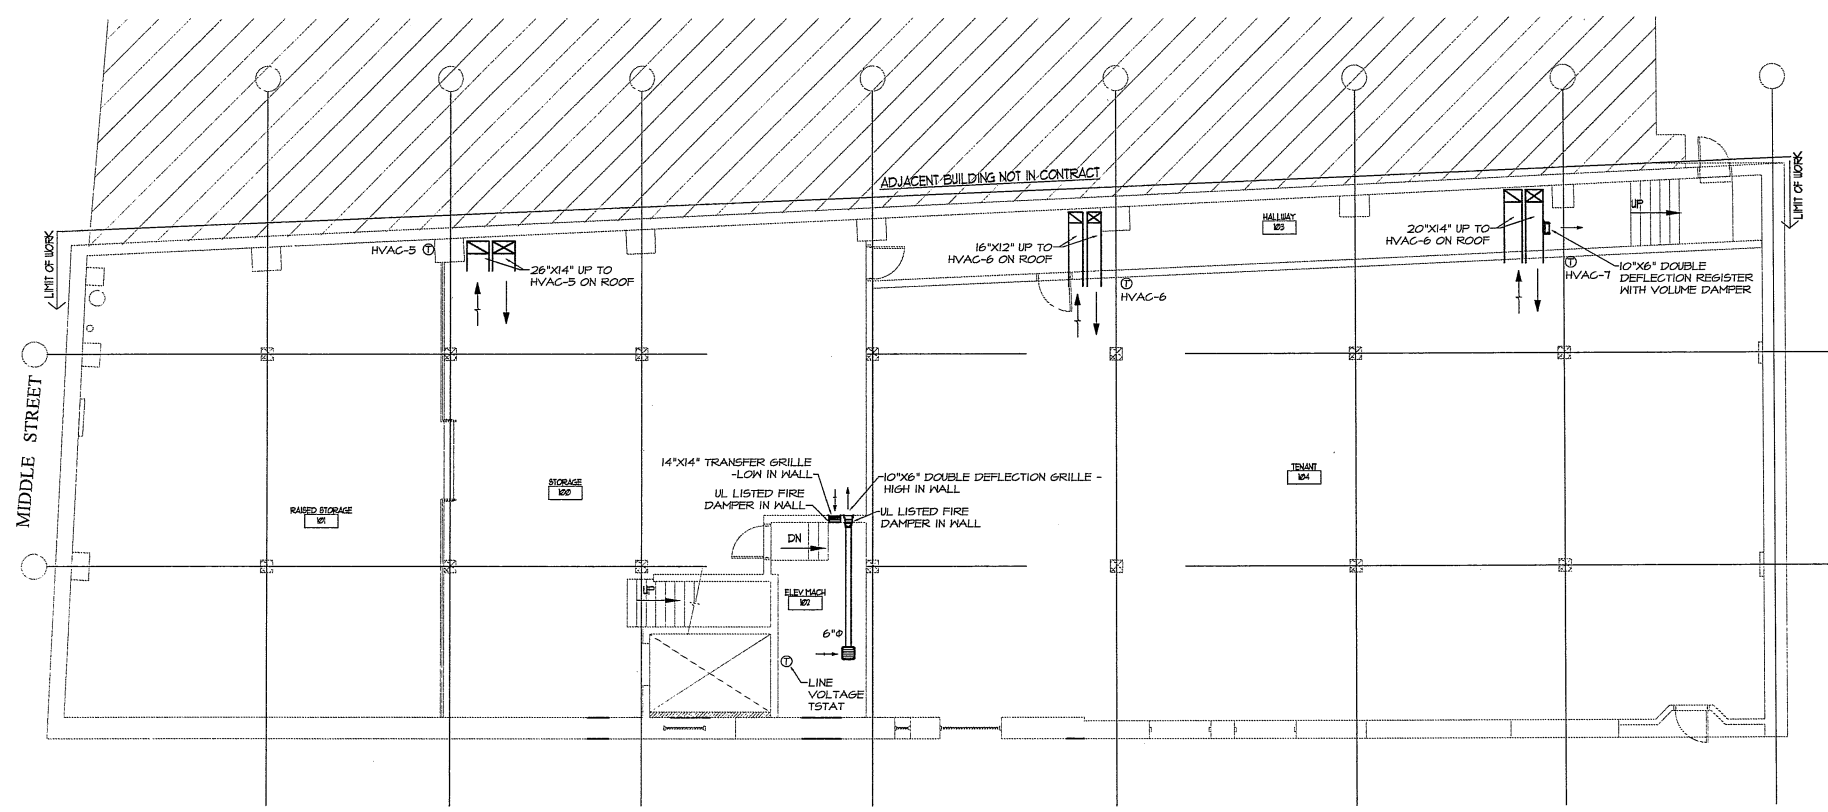 ADJACENT BUILDING NOT IN CONTRACT
LIMIT OF WORK
LIMIT OF WORK
HALLWAY
103
UP
HVAC-5
T
26"X14" UP TO
HVAC-5 ON ROOF
16"X12" UP TO
HVAC-6 ON ROOF
T
HVAC-6
20"X14" UP TO
HVAC-6 ON ROOF
T
HVAC-7
10"X6" DOUBLE
DEFLECTION REGISTER
WITH VOLUME DAMPER
MIDDLE STREET
RAISED STORAGE
101
STORAGE
100
14"X14" TRANSFER GRILLE
-LOW IN WALL
UL LISTED FIRE
DAMPER IN WALL
10"X6" DOUBLE DEFLECTION GRILLE -
HIGH IN WALL
UL LISTED FIRE
DAMPER IN WALL
TENANT
104
DN
UP
ELEV MACH
102
6"Φ
T
LINE
VOLTAGE
TSTAT